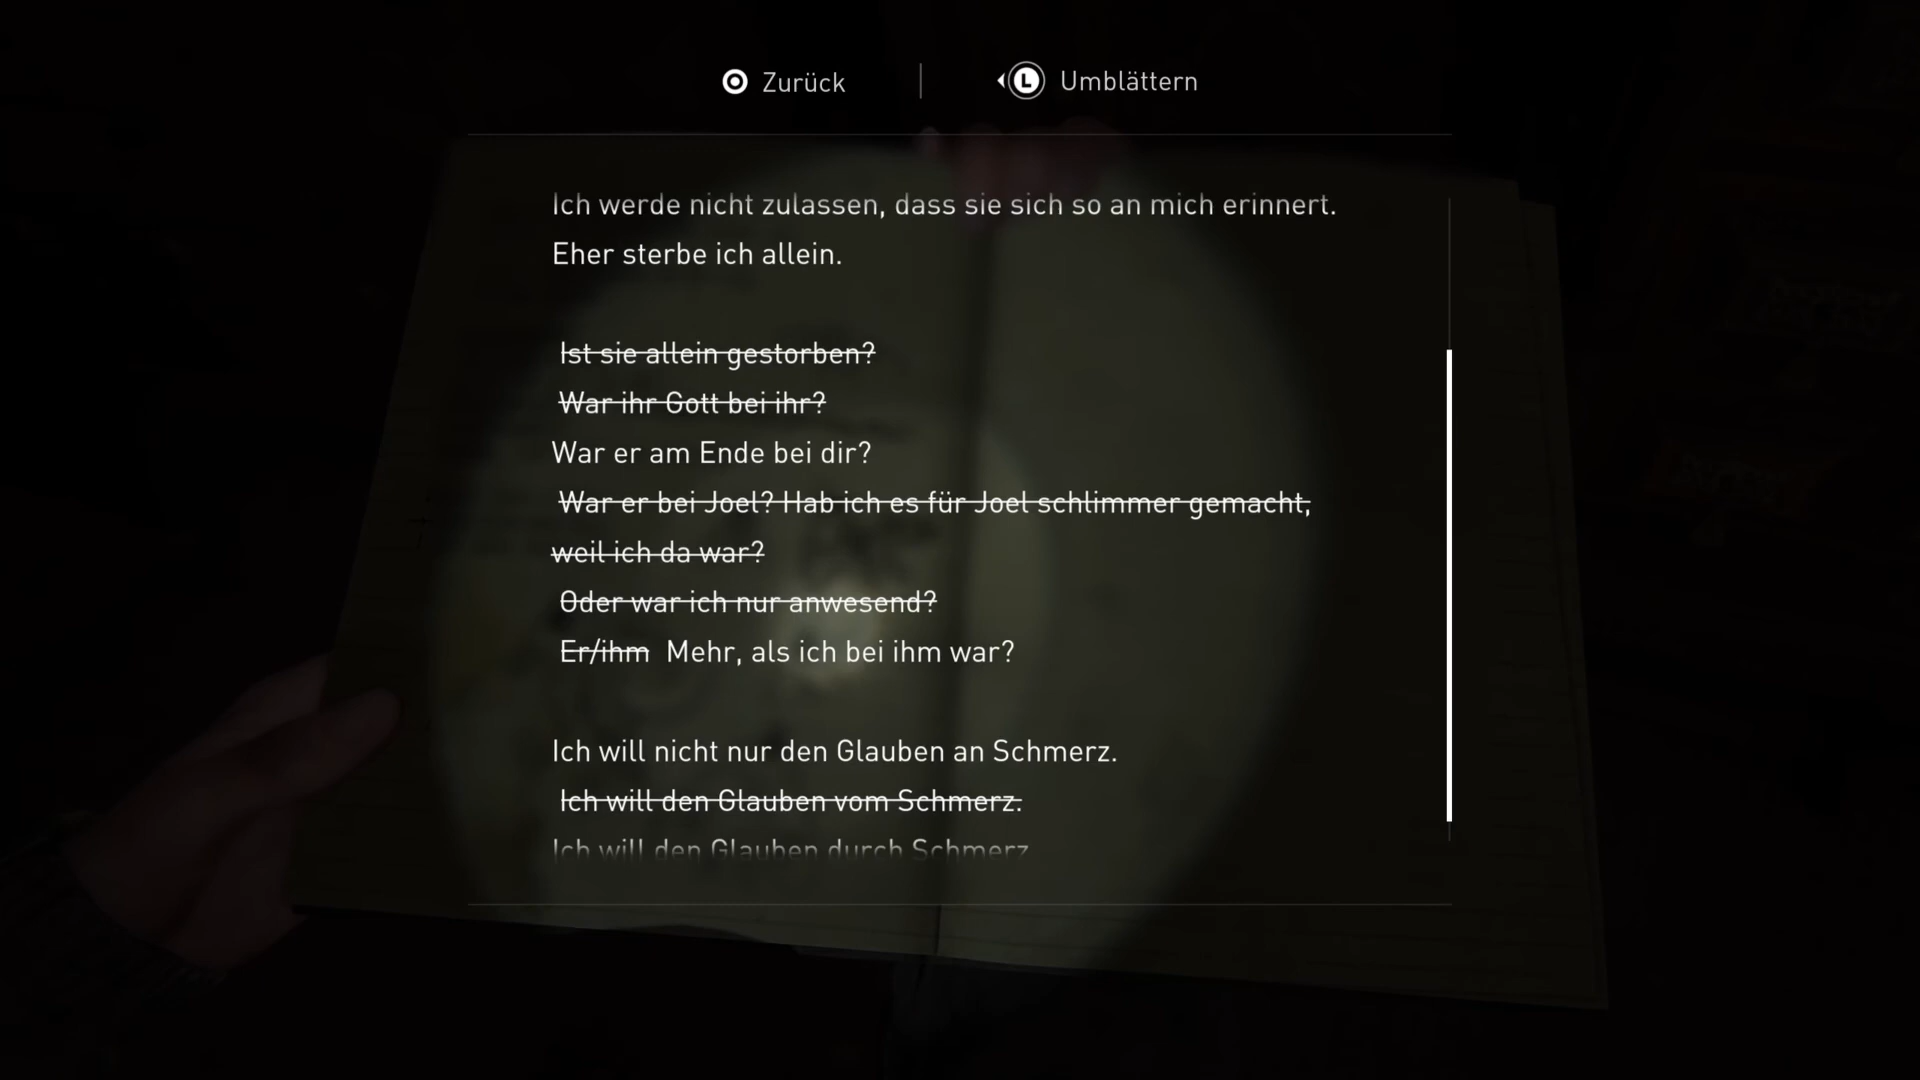 Zurück
L Umblättern
Ich werde nicht zulassen, dass sie sich so an mich erinnert.
Eher sterbe ich allein.
Ist sie allein gestorben?
War ihr Gott bei ihr?
War er am Ende bei dir?
War er bei Joel? Hab ich es für Joel schlimmer gemacht,
weil ich da war?
Oder war ich nur anwesend?
Er/ihm Mehr, als ich bei ihm war?
Ich will nicht nur den Glauben an Schmerz.
Ich will den Glauben vom Schmerz.
Ich will den Glauben durch Schmerz